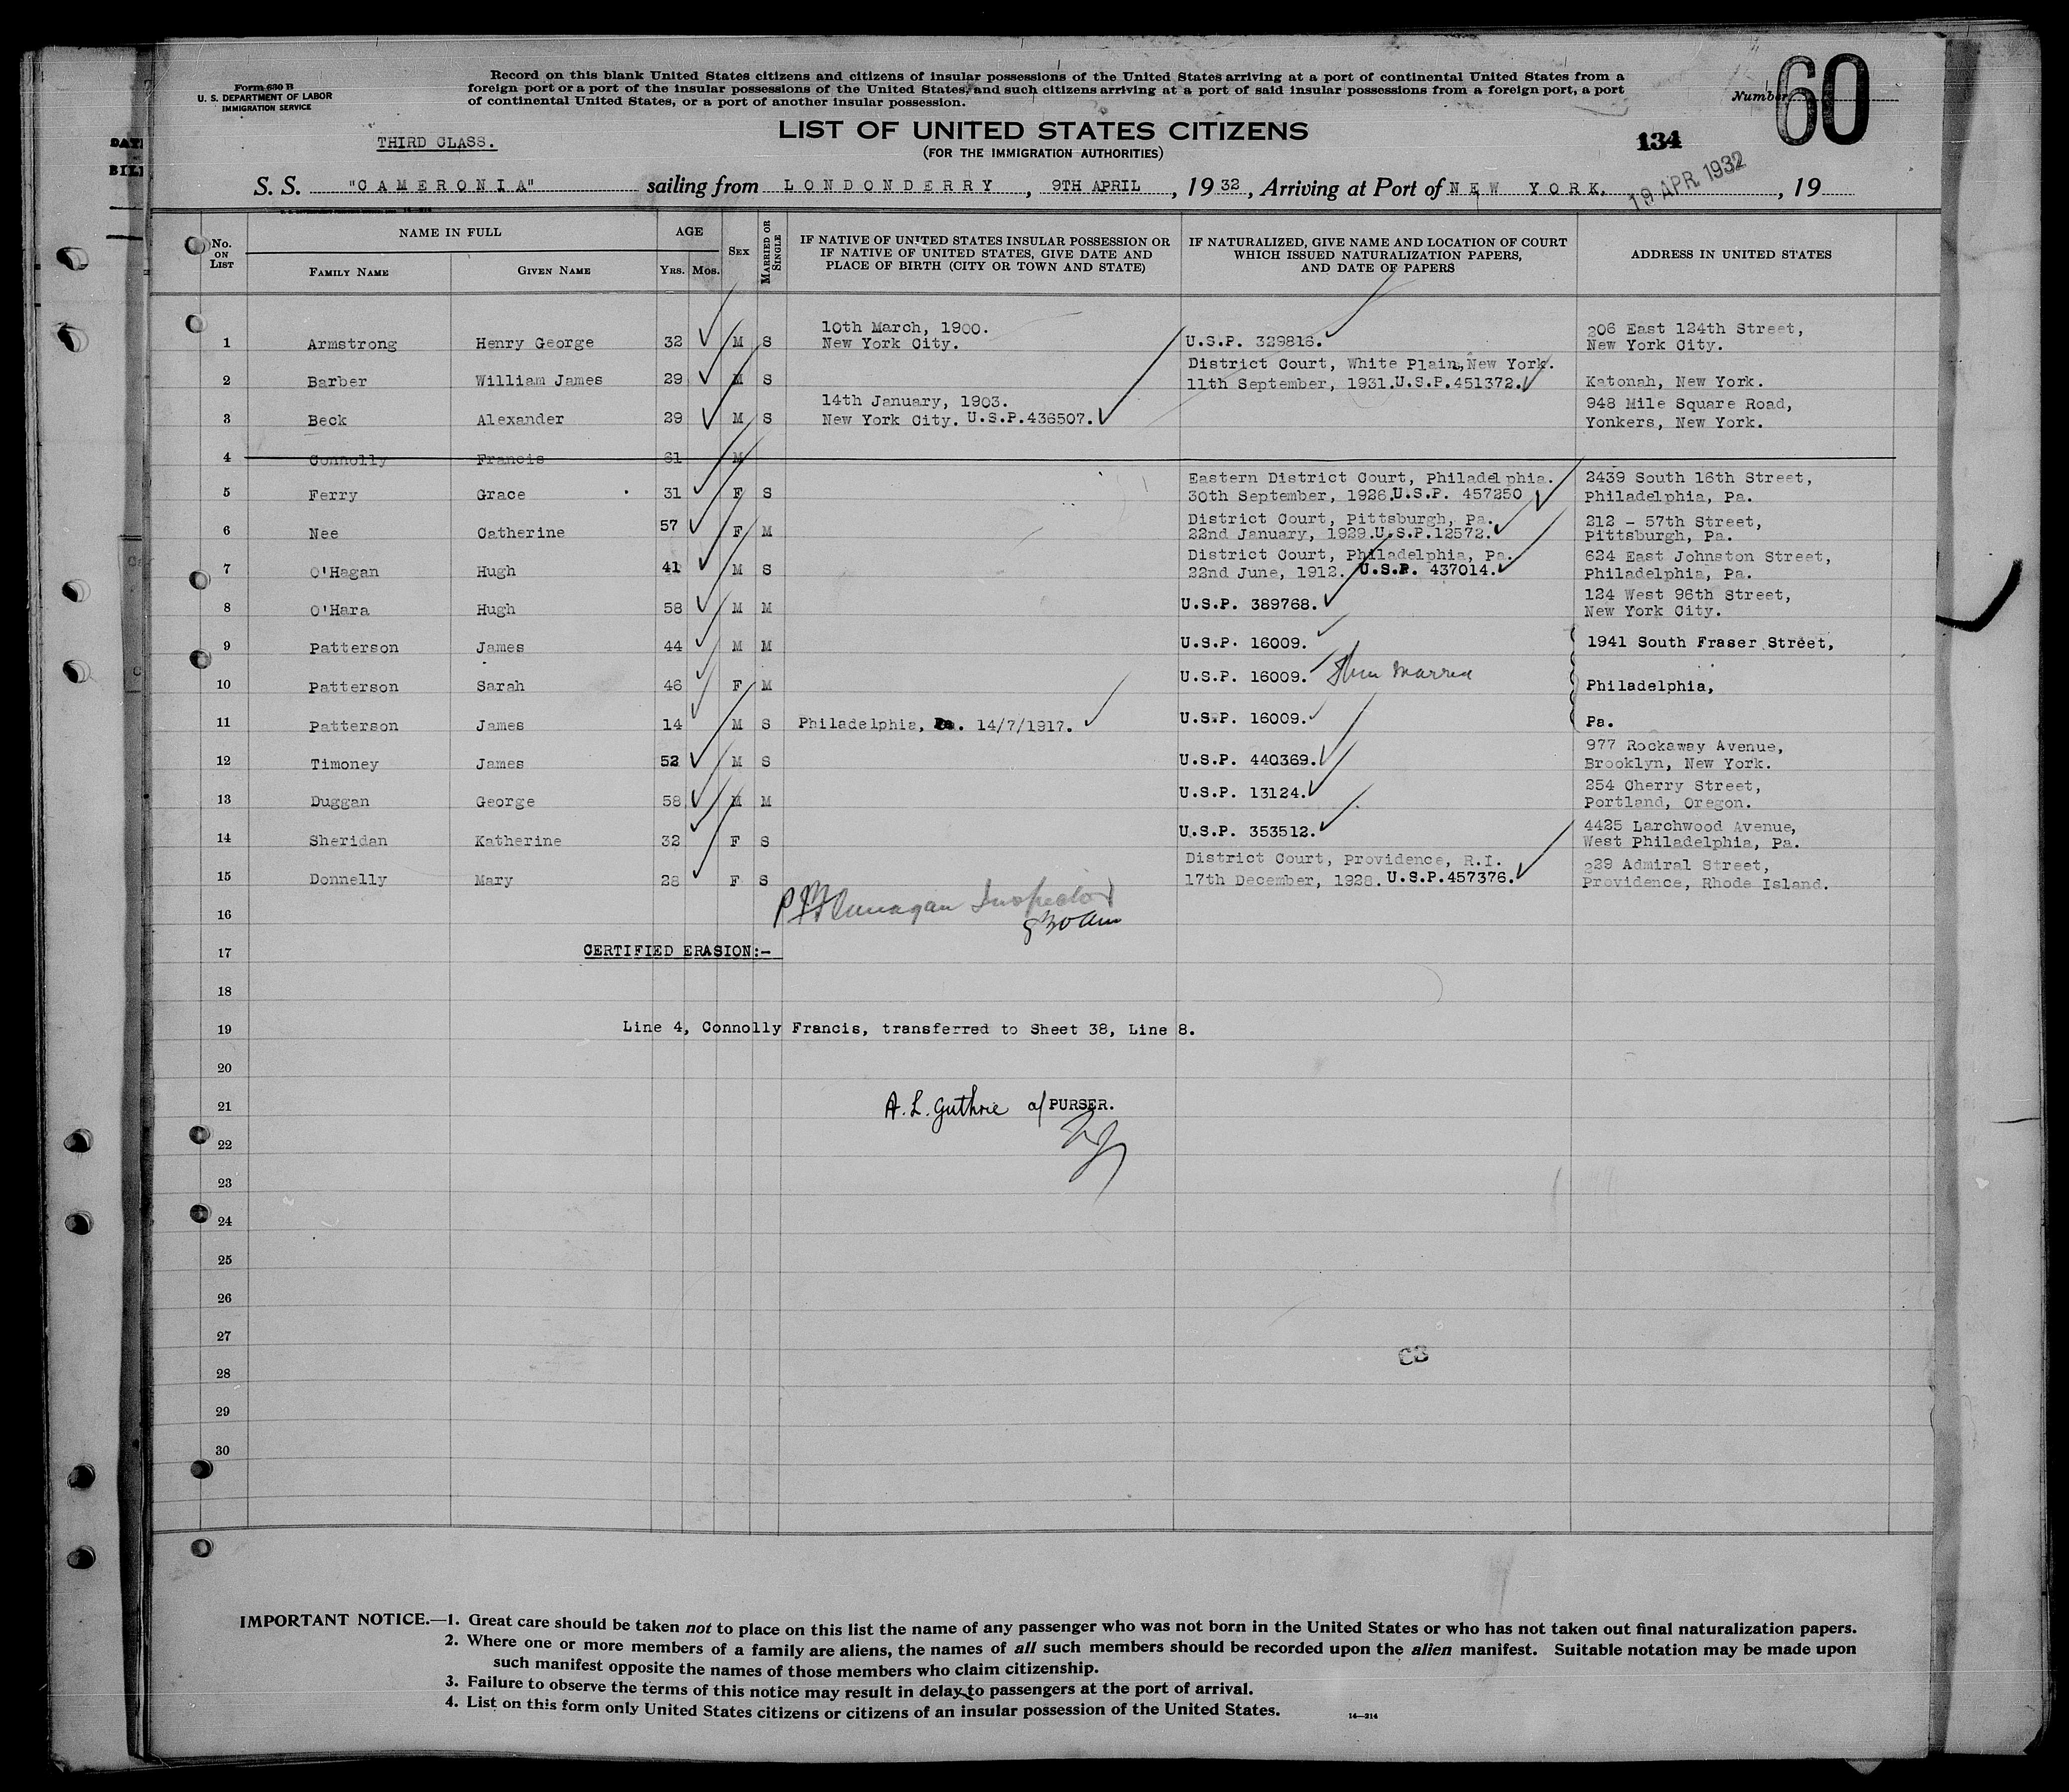 Form 630 B
U. S. DEPARTMENT OF LABOR
IMMIGRATION SERVICE
Record on this blank United States citizens and citizens of insular possessions of the United States arriving at a port of continental United States from a
foreign port or a port of the insular possessions of the United States, and such citizens arriving at a port of said insular possessions from a foreign port, a port
of continental United States, or a port of another insular possession.
Number 60
THIRD CLASS.
LIST OF UNITED STATES CITIZENS
(FOR THE IMMIGRATION AUTHORITIES)
134
S. S. "CAMERONIA" sailing from LONDONDERRY, 9TH APRIL, 1932, Arriving at Port of NEW YORK. 19 APR 1932, 19
No. ON LIST
NAME IN FULL
FAMILY NAME
GIVEN NAME
AGE
YRS. MOS.
SEX
MARRIED OR SINGLE
IF NATIVE OF UNITED STATES INSULAR POSSESSION OR
IF NATIVE OF UNITED STATES, GIVE DATE AND
PLACE OF BIRTH (CITY OR TOWN AND STATE)
IF NATURALIZED, GIVE NAME AND LOCATION OF COURT
WHICH ISSUED NATURALIZATION PAPERS,
AND DATE OF PAPERS
ADDRESS IN UNITED STATES
10th March, 1900. 206 East 124th Street,
1 Armstrong Henry George 32 M S New York City. U.S.P. 329816. New York City.
District Court, White Plain, New York.
2 Barber William James 29 M S 11th September, 1931. U.S.P.451372. Katonah, New York.
14th January, 1903. 948 Mile Square Road,
3 Beck Alexander 29 M S New York City. U.S.P.436507. Yonkers, New York.
4 Connolly Francis 61 M
Eastern District Court, Philadelphia. 2439 South 16th Street,
5 Ferry Grace 31 F S 30th September, 1926. U.S.P. 457250 Philadelphia, Pa.
District Court, Pittsburgh, Pa. 212 - 57th Street,
6 Nee Catherine 57 F M 22nd January, 1929. U.S.P.12572. Pittsburgh, Pa.
District Court, Philadelphia, Pa. 624 East Johnston Street,
7 O'Hagan Hugh 41 M S 22nd June, 1912. U.S.P. 437014. Philadelphia, Pa.
124 West 96th Street,
8 O'Hara Hugh 58 M M U.S.P. 389768. New York City.
9 Patterson James 44 M M U.S.P. 16009. 1941 South Fraser Street,
10 Patterson Sarah 46 F M U.S.P. 16009. Married Philadelphia,
11 Patterson James 14 M S Philadelphia, Pa. 14/7/1917. U.S.P. 16009. Pa.
977 Rockaway Avenue,
12 Timoney James 52 M S U.S.P. 440369. Brooklyn, New York.
254 Cherry Street,
13 Duggan George 58 M M U.S.P. 13124. Portland, Oregon.
4425 Larchwood Avenue,
14 Sheridan Katherine 32 F S U.S.P. 353512. West Philadelphia, Pa.
District Court, Providence, R.I. 329 Admiral Street,
15 Donnelly Mary 28 F S 17th December, 1928. U.S.P.457376. Providence, Rhode Island.
16 Flanagan Inspector
8 30 am
17 CERTIFIED ERASION:-
18
19 Line 4, Connolly Francis, transferred to Sheet 38, Line 8.
20
21 A. L. Guthrie a/ PURSER.
22
23
24
25
26
27
28
29
30
IMPORTANT NOTICE.—1. Great care should be taken not to place on this list the name of any passenger who was not born in the United States or who has not taken out final naturalization papers.
2. Where one or more members of a family are aliens, the names of all such members should be recorded upon the alien manifest. Suitable notation may be made upon
such manifest opposite the names of those members who claim citizenship.
3. Failure to observe the terms of this notice may result in delay to passengers at the port of arrival.
4. List on this form only United States citizens or citizens of an insular possession of the United States.
14—214